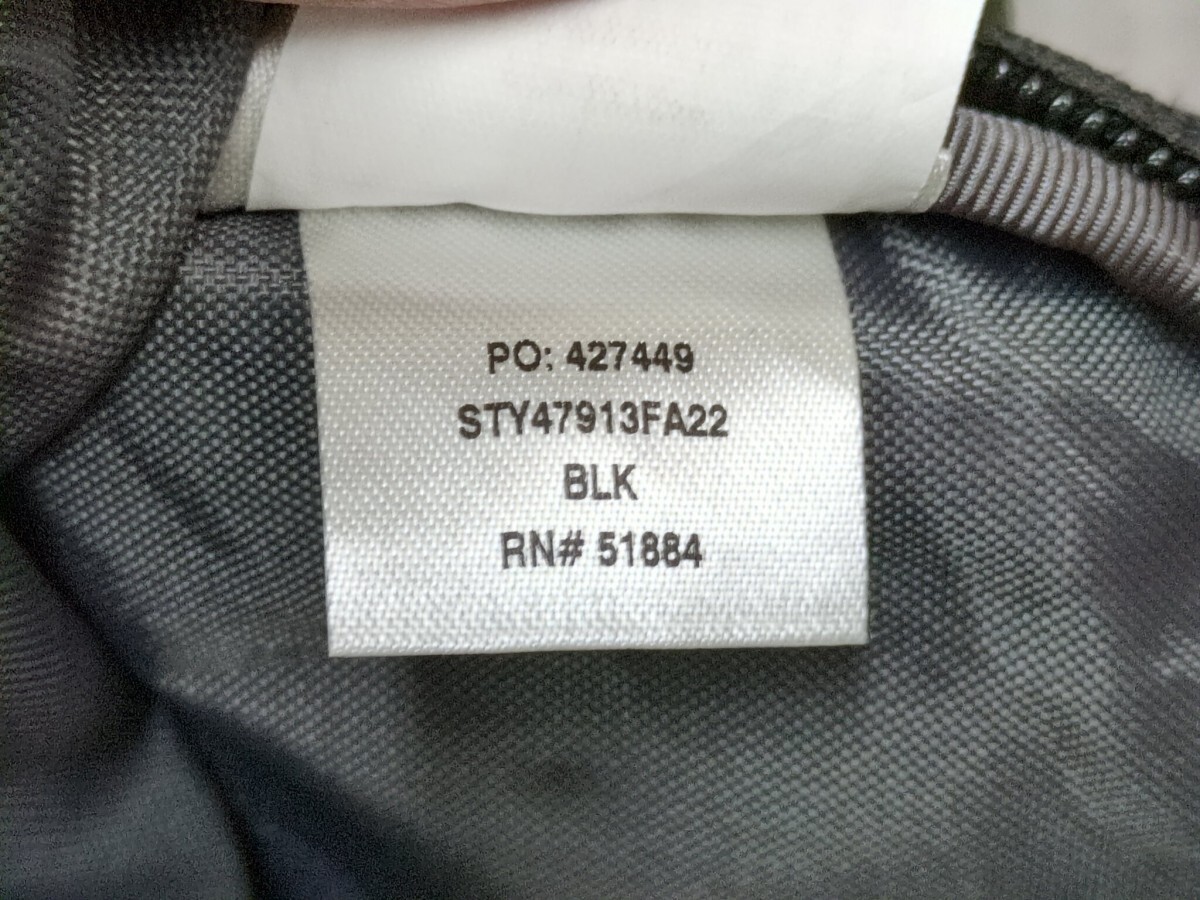 PO: 427449
STY47913FA22
BLK
RN# 51884